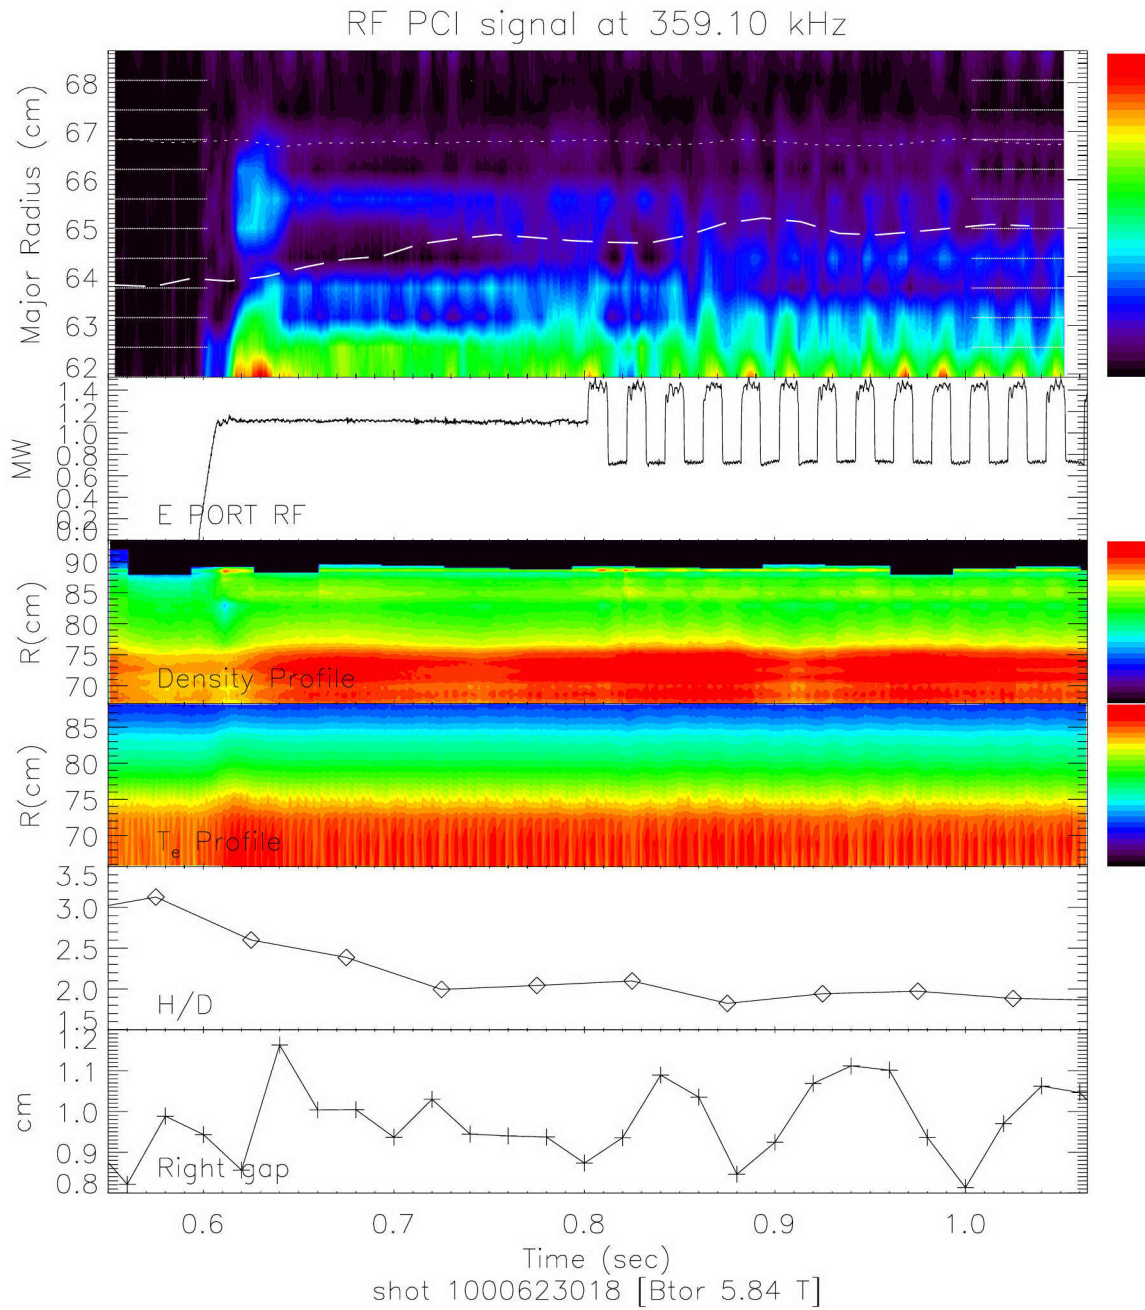 RF PCI signal at 359.10 kHz
Major Radius (cm)
68
67
66
65
64
63
62
MW
1.4
1.2
1.0
0.8
0.6
0.4
0.2
0.0
E PORT RF
R(cm)
90
85
80
75
70
Density Profile
R(cm)
85
80
75
70
Te Profile
3.5
3.0
2.5
2.0
1.5
H/D
cm
1.2
1.1
1.0
0.9
0.8
Right gap
0.6 0.7 0.8 0.9 1.0
Time (sec)
shot 1000623018 [Btor 5.84 T]